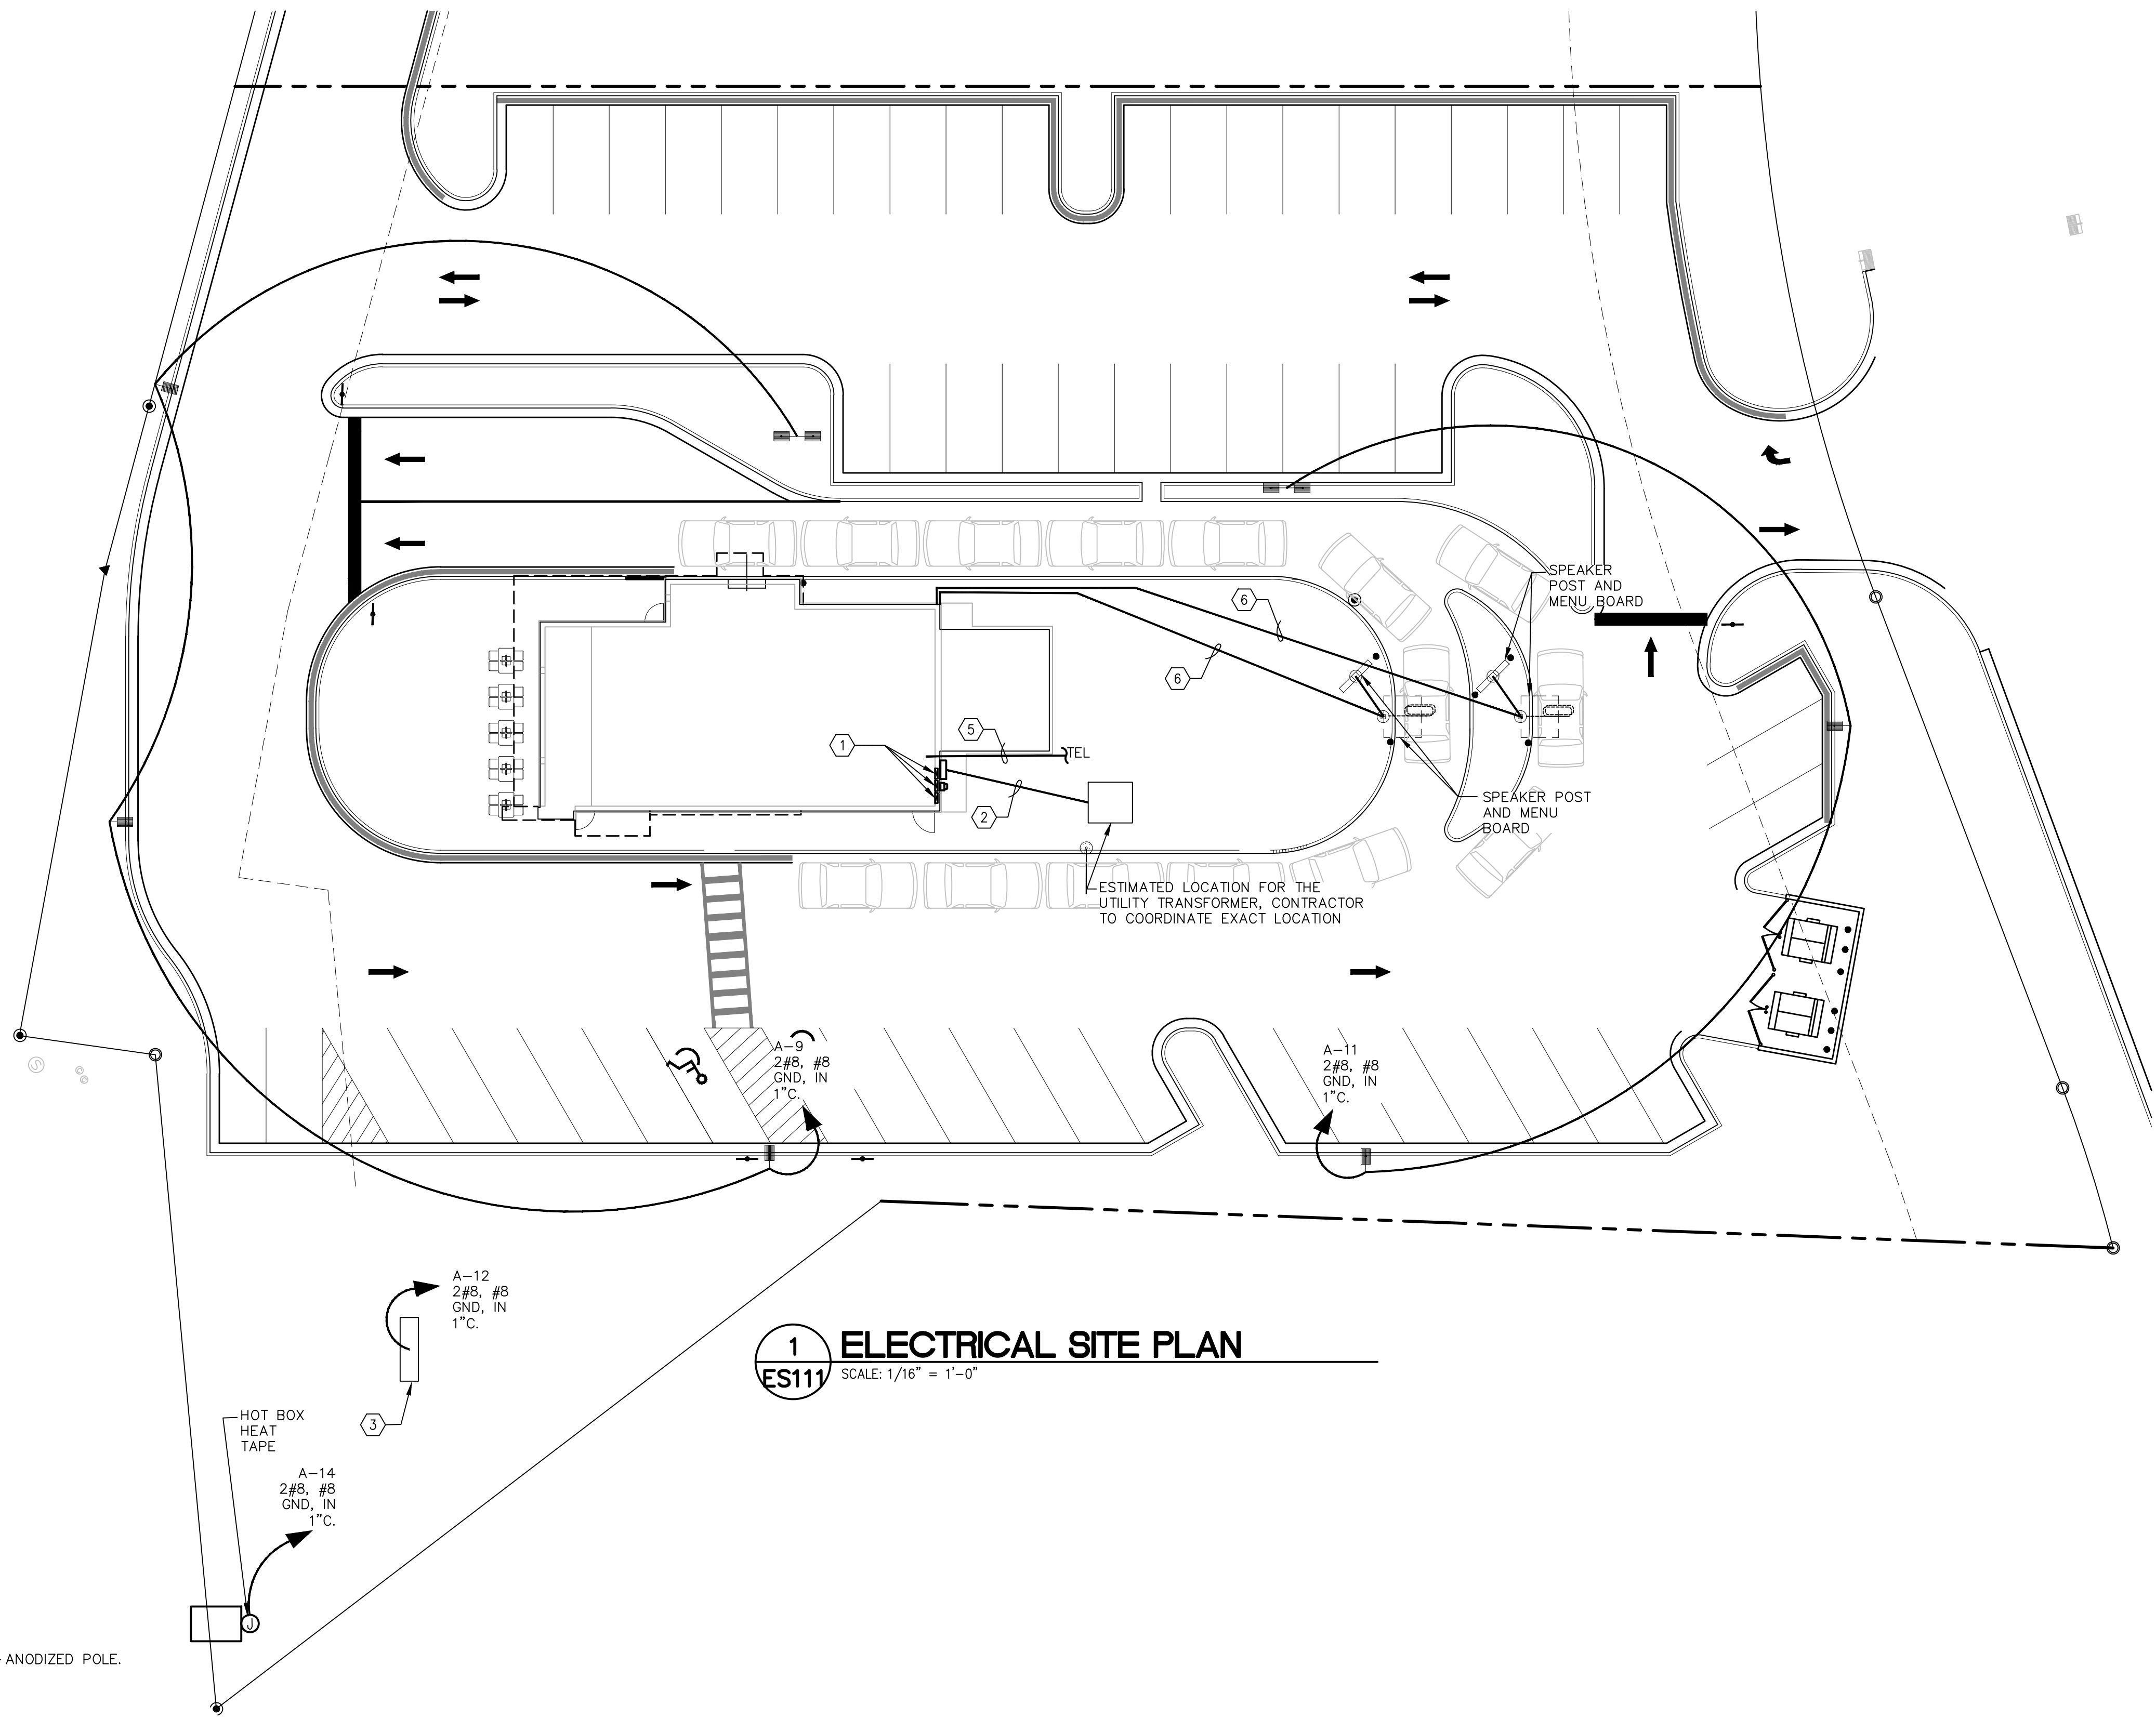 SPEAKER
POST AND
MENU BOARD
6
6
5
1
TEL
2
SPEAKER POST
AND MENU
BOARD
ESTIMATED LOCATION FOR THE
UTILITY TRANSFORMER, CONTRACTOR
TO COORDINATE EXACT LOCATION
A-9
2#8, #8
GND, IN
1"C.
A-11
2#8, #8
GND, IN
1"C.
S
A-12
2#8, #8
GND, IN
1"C.
3
1
ES111
ELECTRICAL SITE PLAN
SCALE: 1/16" = 1'-0"
HOT BOX
HEAT
TAPE
A-14
2#8, #8
GND, IN
1"C.
J
ANODIZED POLE.